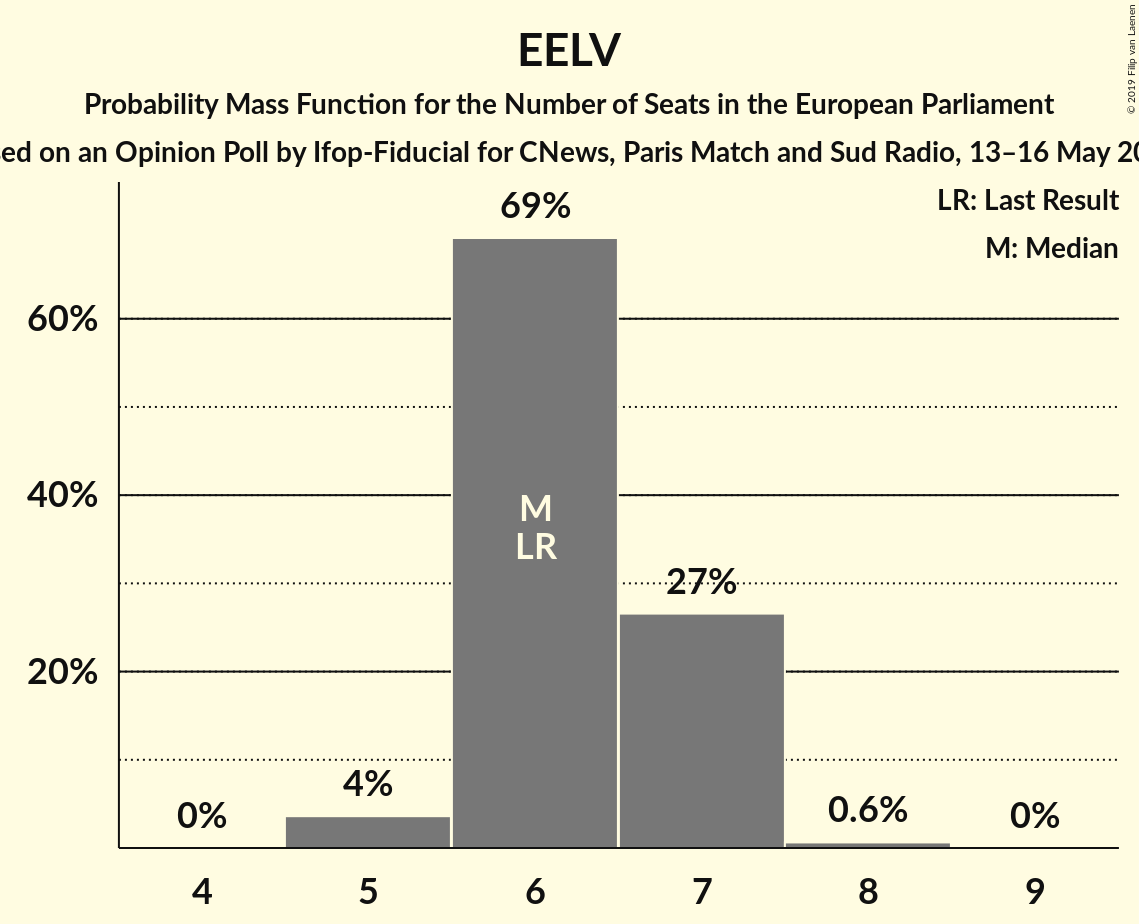 © 2019 Filip van Laenen
EELV
Probability Mass Function for the Number of Seats in the European Parliament
sed on an Opinion Poll by Ifop-Fiducial for CNews, Paris Match and Sud Radio, 13–16 May 20
LR: Last Result
M: Median
69%
60%
40%
M
LR
27%
20%
4%
0%
0.6%
0%
4 5 6 7 8 9